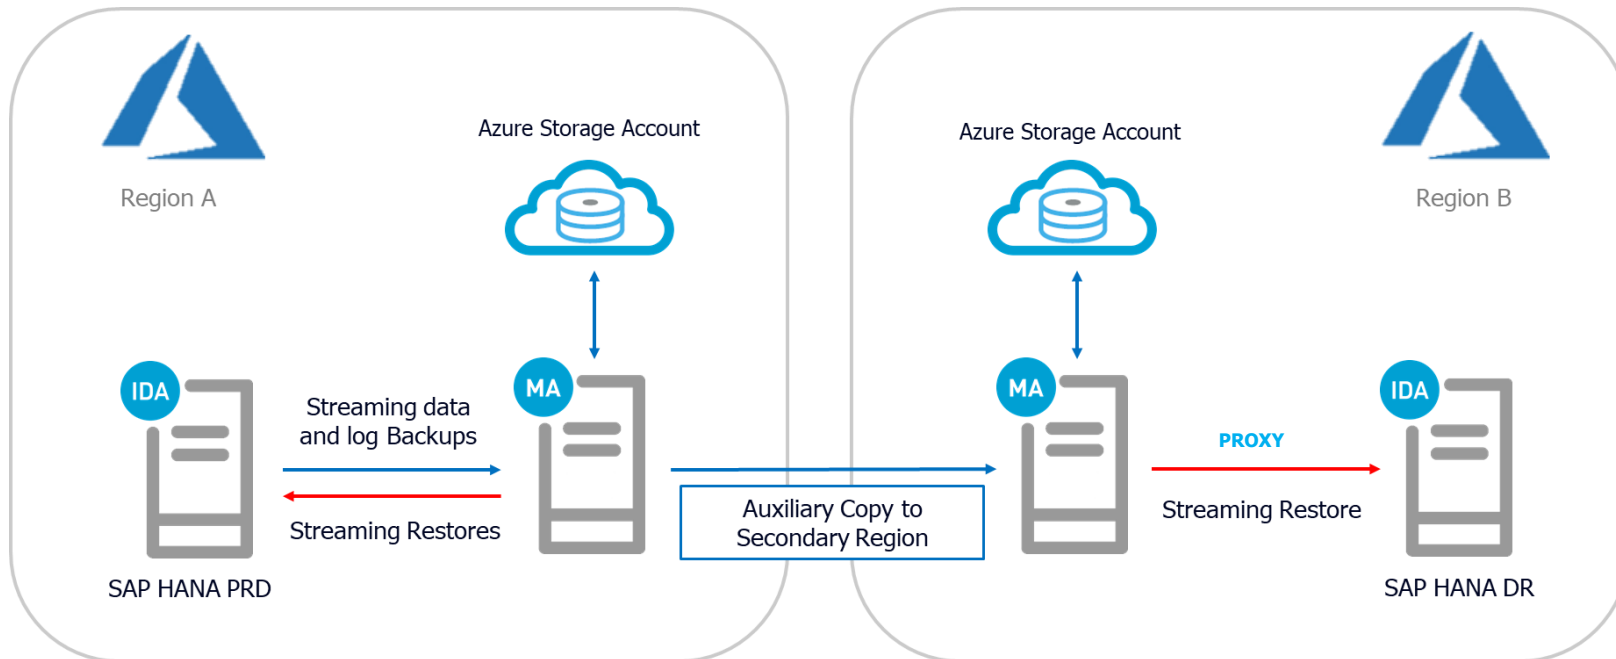 Azure Storage Account
Region A
IDA
MA
Streaming data
and log Backups
Streaming Restores
SAP HANA PRD
Auxiliary Copy to
Secondary Region
Azure Storage Account
Region B
MA
IDA
PROXY
Streaming Restore
SAP HANA DR